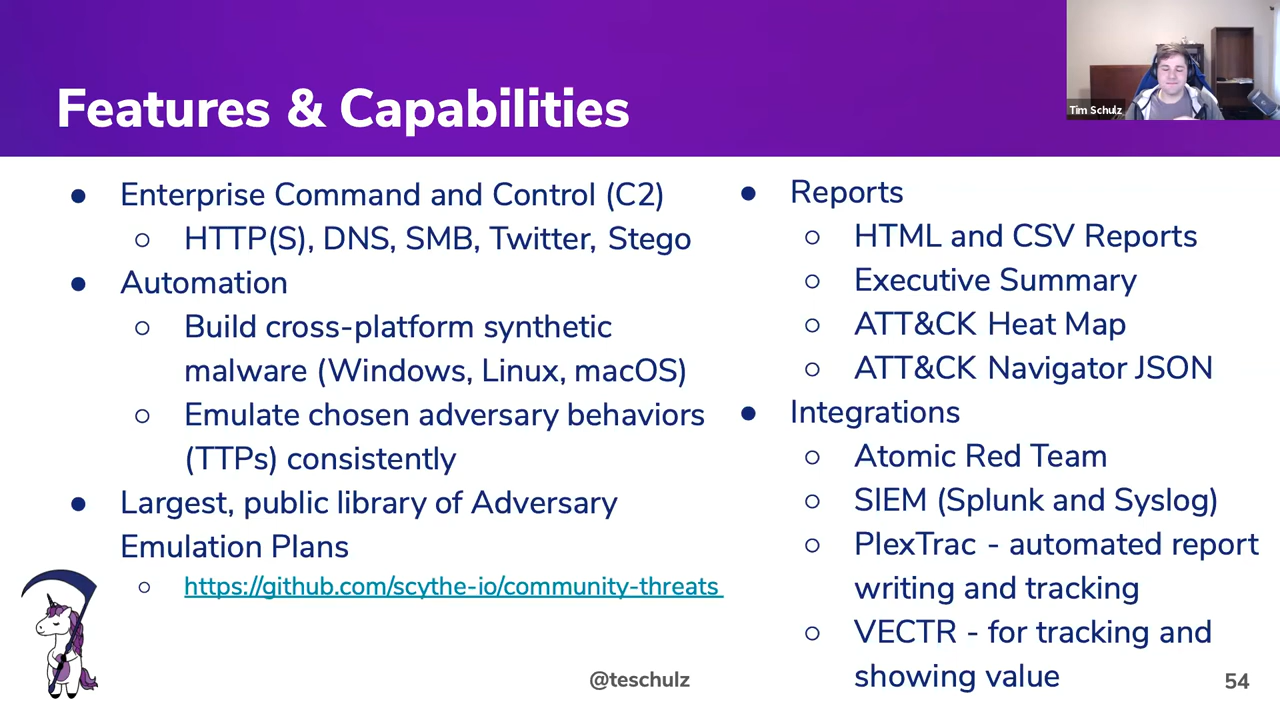 Features & Capabilities
Tim Schulz
● Enterprise Command and Control (C2)
○ HTTP(S), DNS, SMB, Twitter, Stego
● Automation
○ Build cross-platform synthetic
malware (Windows, Linux, macOS)
○ Emulate chosen adversary behaviors
(TTPs) consistently
● Largest, public library of Adversary
Emulation Plans
○ https://github.com/scythe-io/community-threats
● Reports
○ HTML and CSV Reports
○ Executive Summary
○ ATT&CK Heat Map
○ ATT&CK Navigator JSON
● Integrations
○ Atomic Red Team
○ SIEM (Splunk and Syslog)
○ PlexTrac - automated report
writing and tracking
○ VECTR - for tracking and
showing value
@teschulz
54